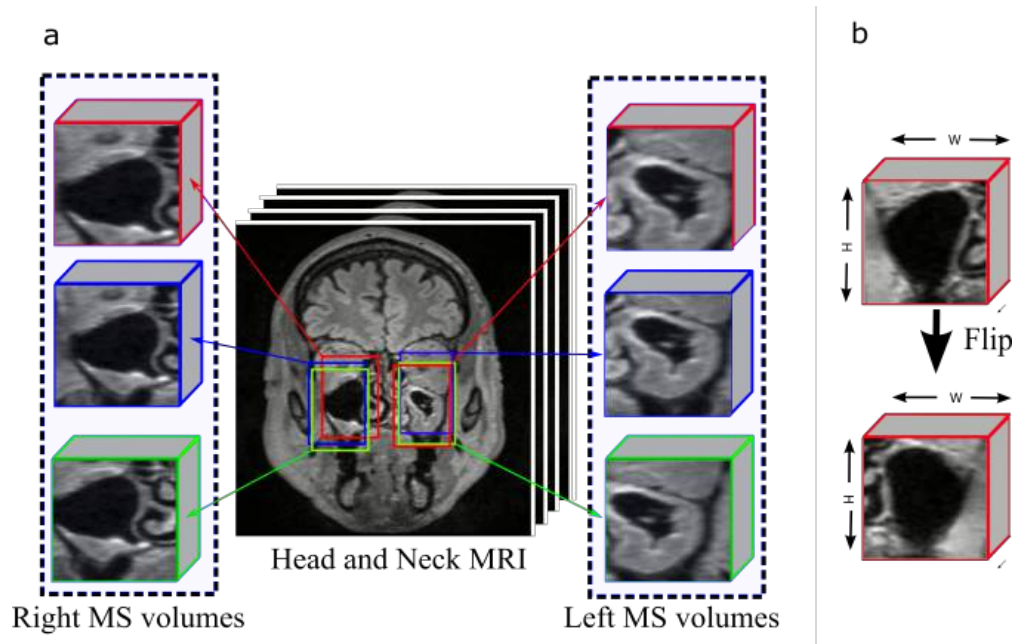 a
b
W
H
Flip
W
H
Head and Neck MRI
Right MS volumes
Left MS volumes